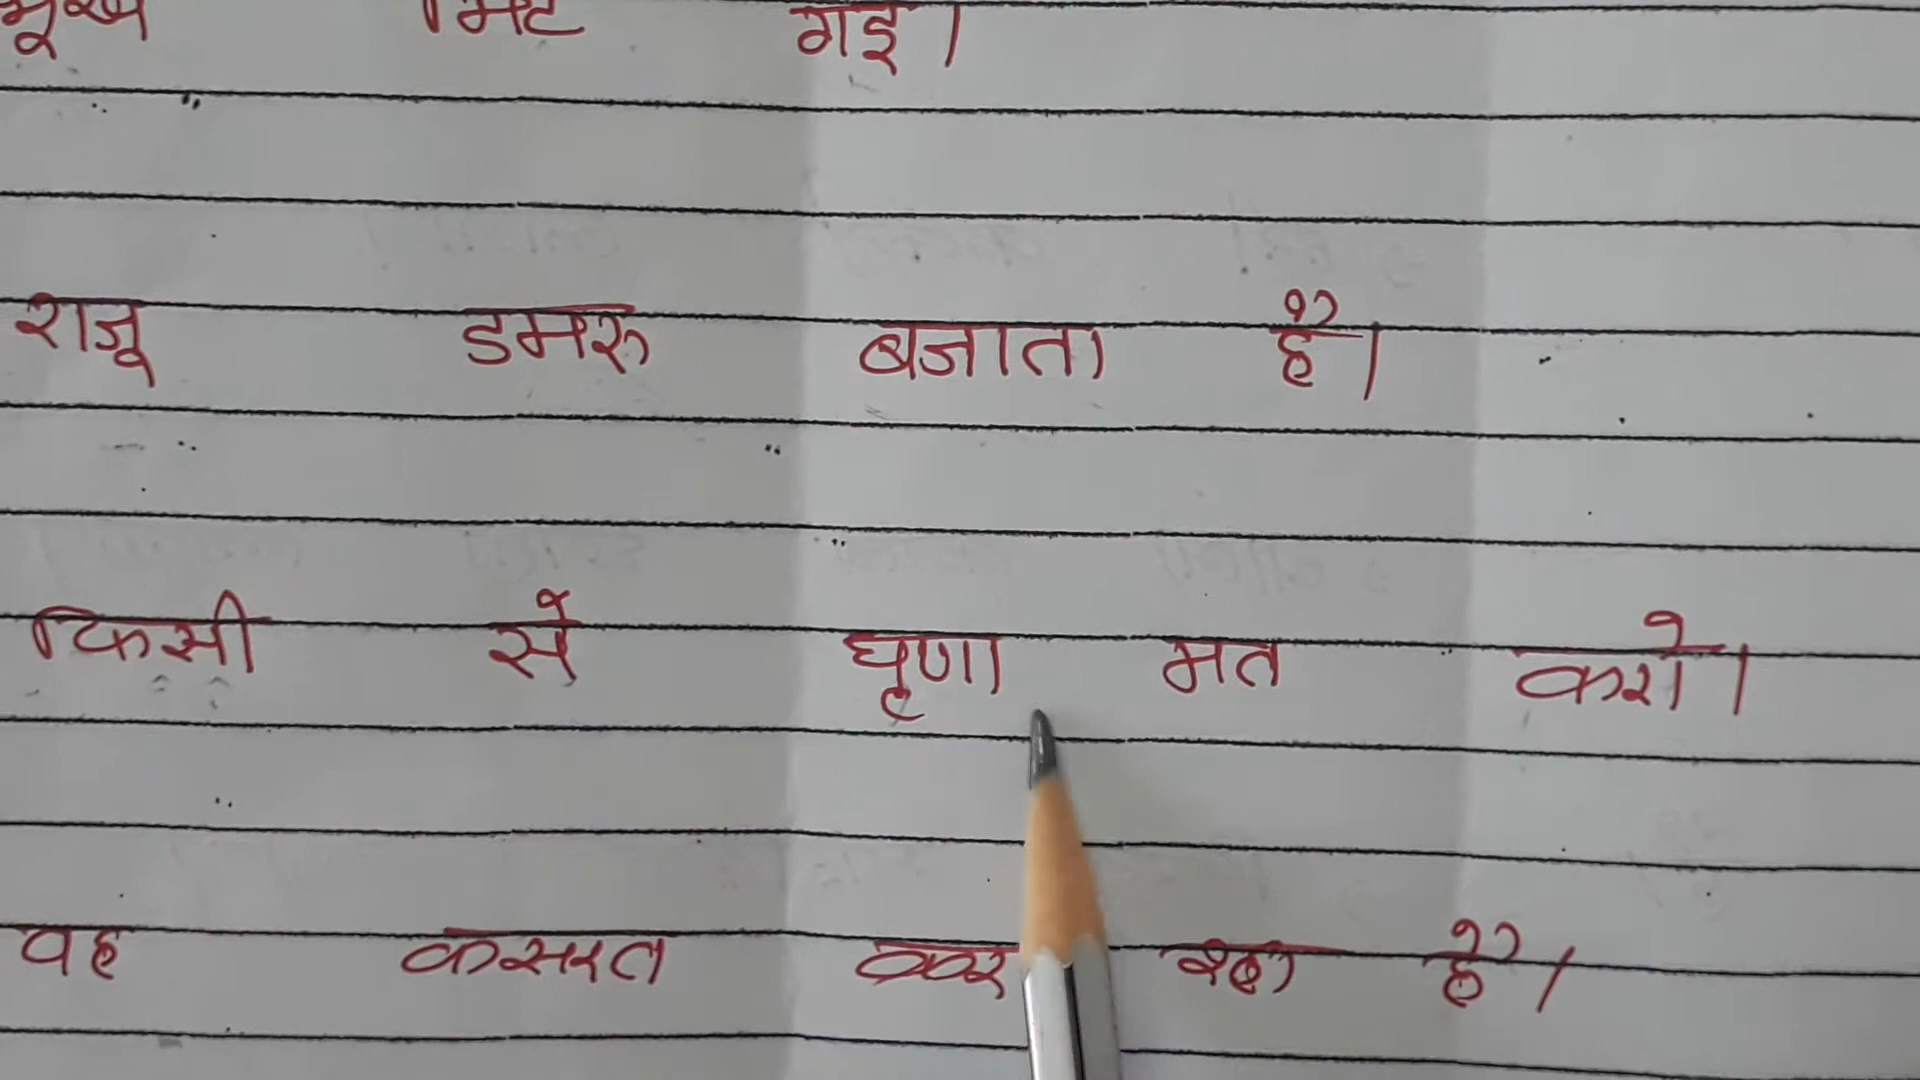 भूख मिट गई।
राजू डमरू बजाता है।
किसी से घृणा मत करो।
वह कसरत कर रहा है।